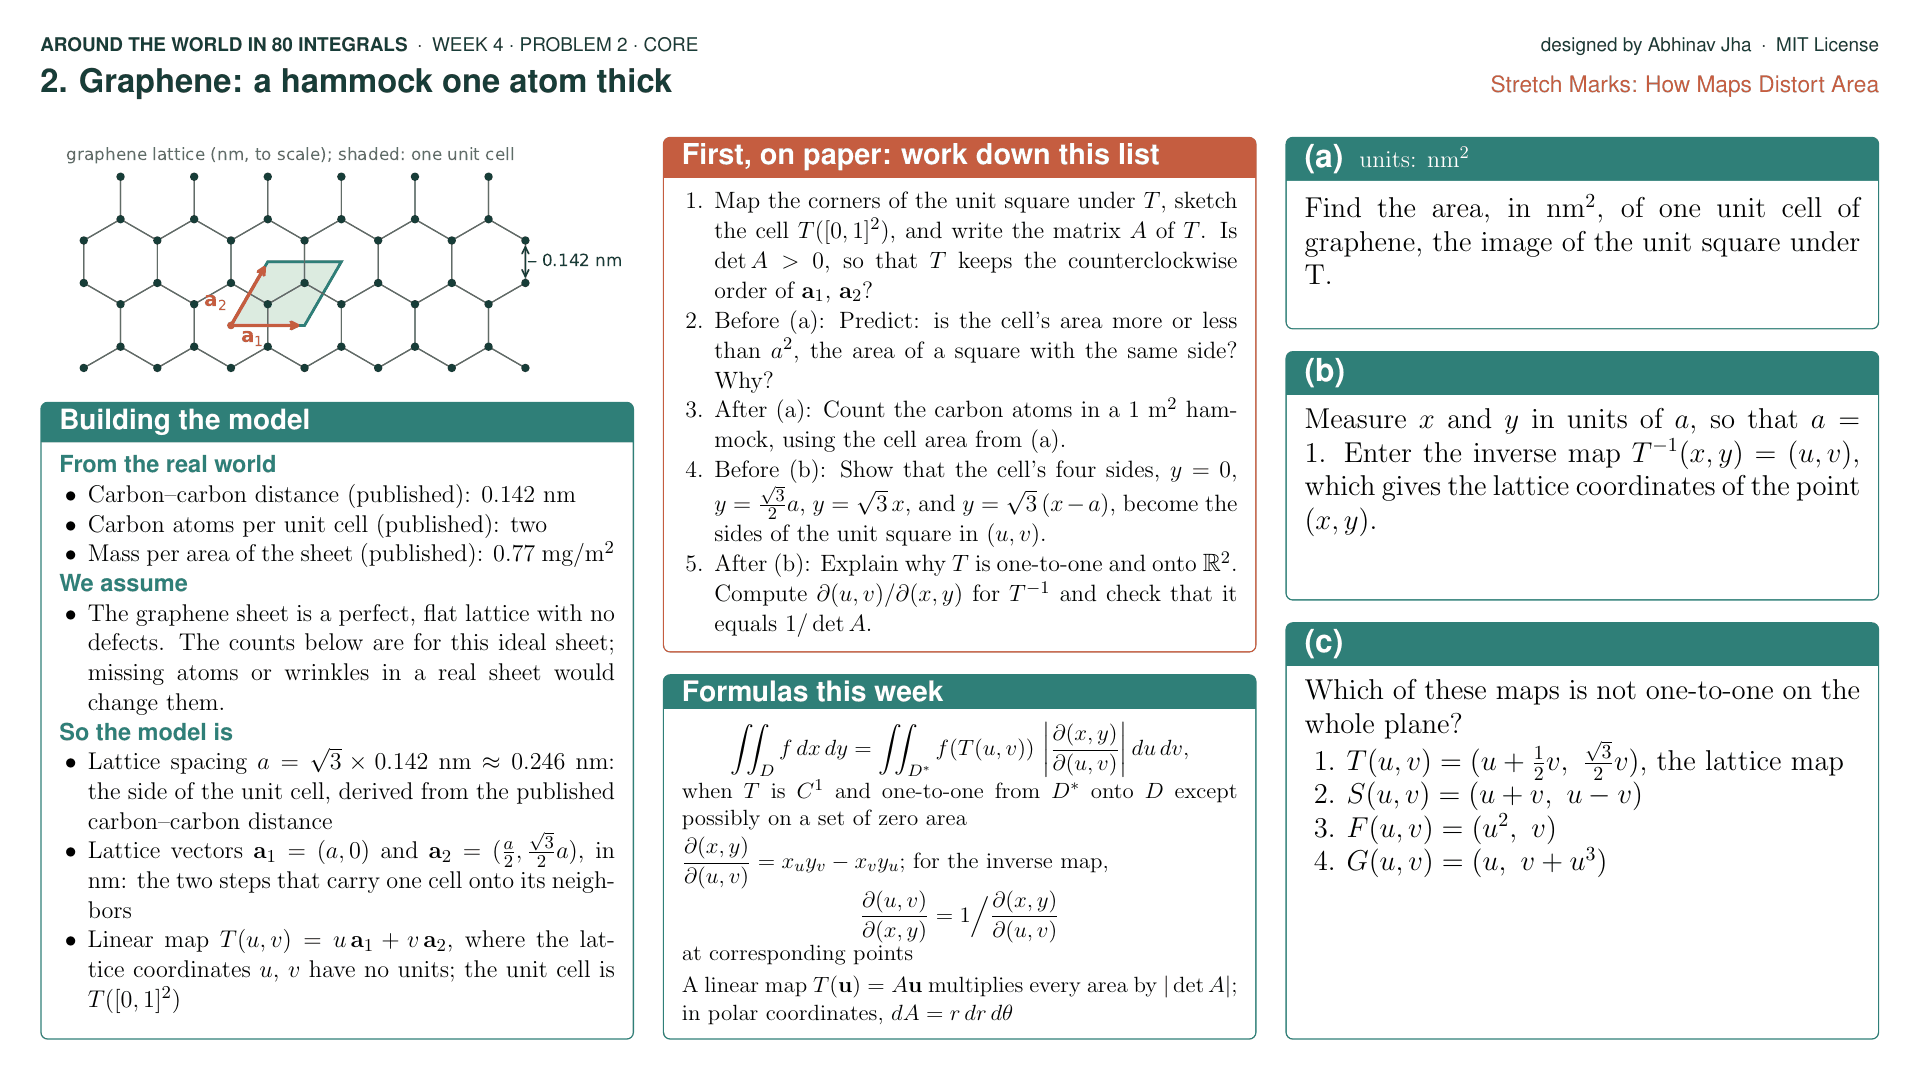 AROUND THE WORLD IN 80 INTEGRALS · WEEK 4 · PROBLEM 2 · CORE
designed by Abhinav Jha · MIT License
2. Graphene: a hammock one atom thick
Stretch Marks: How Maps Distort Area
graphene lattice (nm, to scale); shaded: one unit cell
0.142 nm
a₂
a₁
Building the model
From the real world
• Carbon–carbon distance (published): 0.142 nm
• Carbon atoms per unit cell (published): two
• Mass per area of the sheet (published): 0.77 mg/m²
We assume
• The graphene sheet is a perfect, flat lattice with no
defects. The counts below are for this ideal sheet;
missing atoms or wrinkles in a real sheet would
change them.
So the model is
• Lattice spacing a = √3 × 0.142 nm ≈ 0.246 nm:
the side of the unit cell, derived from the published
carbon–carbon distance
• Lattice vectors a₁ = (a, 0) and a₂ = (a/2, √3/2 a), in
nm: the two steps that carry one cell onto its neigh-
bors
• Linear map T(u, v) = u a₁ + v a₂, where the lat-
tice coordinates u, v have no units; the unit cell is
T([0, 1]²)
First, on paper: work down this list
1. Map the corners of the unit square under T, sketch
the cell T([0, 1]²), and write the matrix A of T. Is
det A > 0, so that T keeps the counterclockwise
order of a₁, a₂?
2. Before (a): Predict: is the cell's area more or less
than a², the area of a square with the same side?
Why?
3. After (a): Count the carbon atoms in a 1 m² ham-
mock, using the cell area from (a).
4. Before (b): Show that the cell's four sides, y = 0,
y = √3/2 a, y = √3 x, and y = √3 (x − a), become the
sides of the unit square in (u, v).
5. After (b): Explain why T is one-to-one and onto ℝ².
Compute ∂(u, v)/∂(x, y) for T⁻¹ and check that it
equals 1/ det A.
Formulas this week
∬_D f dx dy = ∬_D* f(T(u, v)) |∂(x, y)/∂(u, v)| du dv,
when T is C¹ and one-to-one from D* onto D except
possibly on a set of zero area
∂(x, y)/∂(u, v) = x_u y_v − x_v y_u; for the inverse map,
∂(u, v)/∂(x, y) = 1 / ∂(x, y)/∂(u, v)
at corresponding points
A linear map T(u) = Au multiplies every area by | det A|;
in polar coordinates, dA = r dr dθ
(a) units: nm²
Find the area, in nm², of one unit cell of
graphene, the image of the unit square under
T.
(b)
Measure x and y in units of a, so that a =
1. Enter the inverse map T⁻¹(x, y) = (u, v),
which gives the lattice coordinates of the point
(x, y).
(c)
Which of these maps is not one-to-one on the
whole plane?
1. T(u, v) = (u + ½v, √3/2 v), the lattice map
2. S(u, v) = (u + v, u − v)
3. F(u, v) = (u², v)
4. G(u, v) = (u, v + u³)